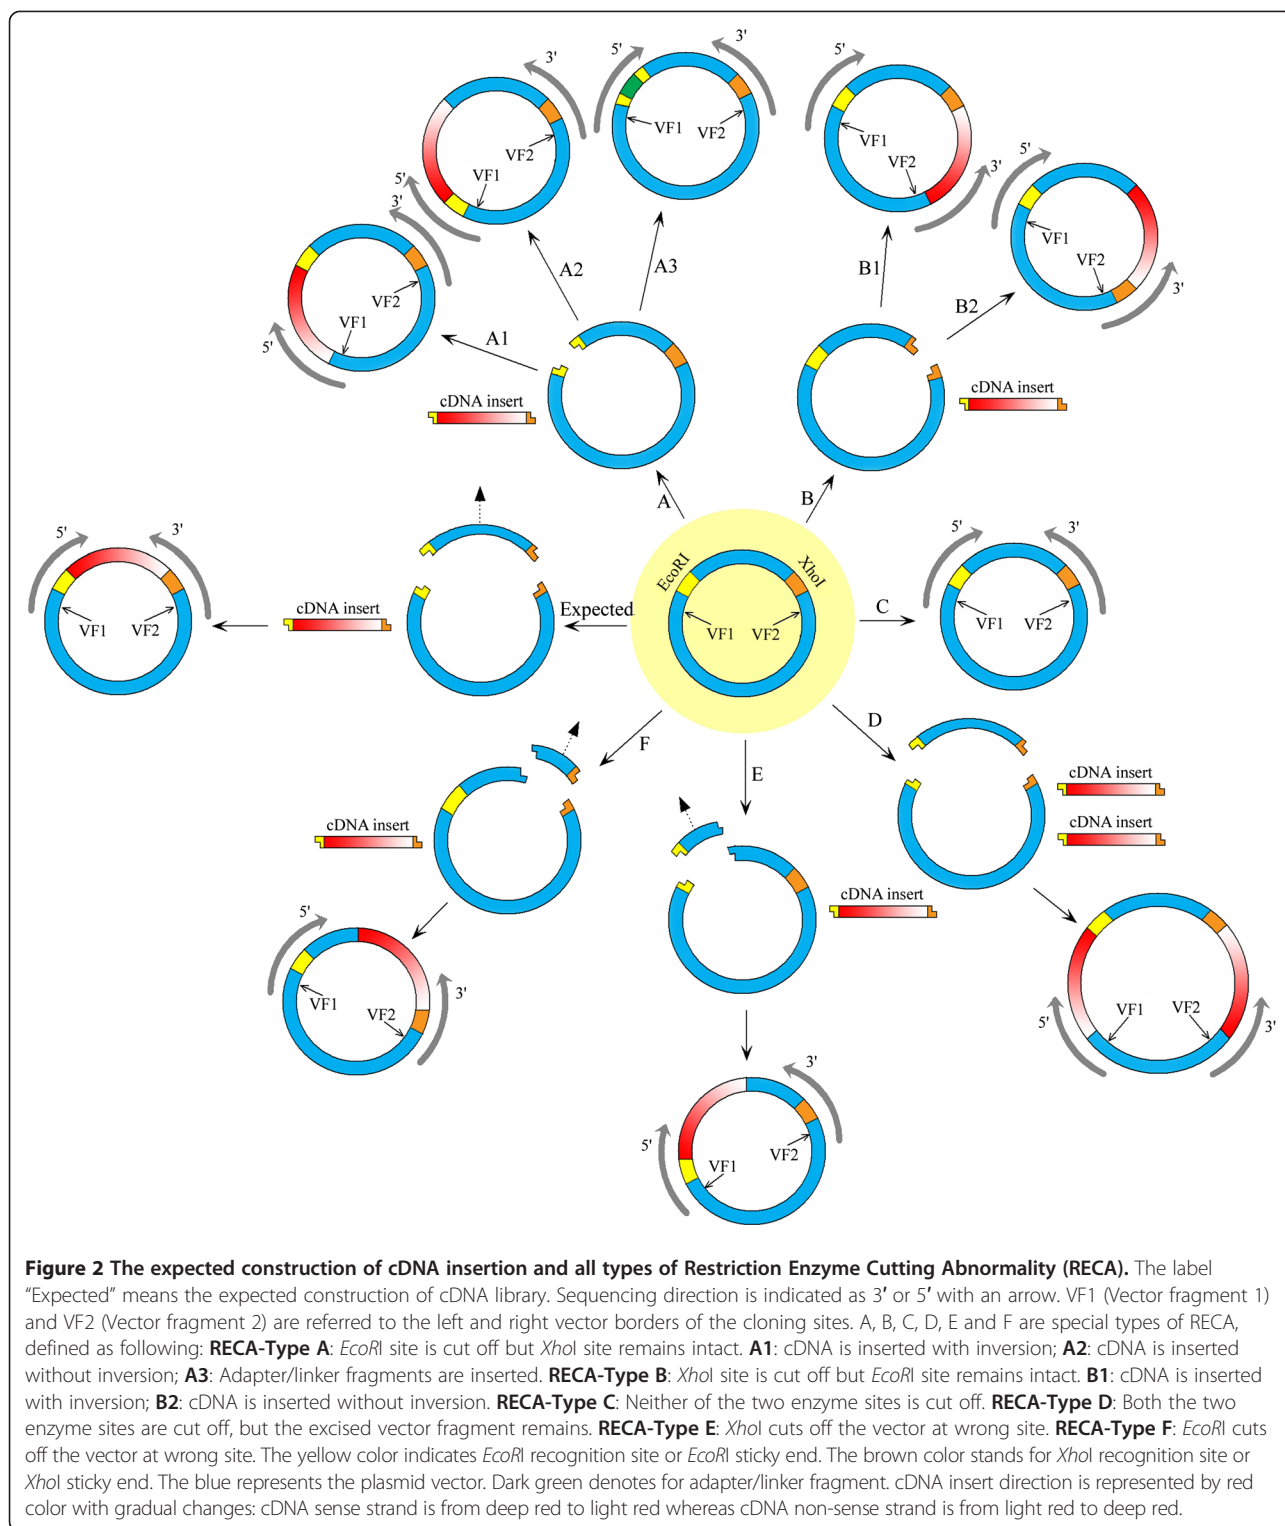 3'
5'
3'
5'
VF1
VF2
VF1
VF2
5'
3'
VF1
VF2
5'
3'
VF1
VF2
3'
5'
VF1
VF2
5'
3'
A2
A3
B1
B2
A1
cDNA insert
cDNA insert
A
B
5'
3'
VF1
VF2
cDNA insert
Expected
EcoRI
XhoI
VF1
VF2
C
5'
3'
VF1
VF2
F
E
D
cDNA insert
cDNA insert
cDNA insert
cDNA insert
5'
3'
VF1
VF2
5'
3'
VF1
VF2
5'
3'
VF1
VF2
Figure 2 The expected construction of cDNA insertion and all types of Restriction Enzyme Cutting Abnormality (RECA). The label
"Expected" means the expected construction of cDNA library. Sequencing direction is indicated as 3′ or 5′ with an arrow. VF1 (Vector fragment 1)
and VF2 (Vector fragment 2) are referred to the left and right vector borders of the cloning sites. A, B, C, D, E and F are special types of RECA,
defined as following: RECA-Type A: EcoRI site is cut off but XhoI site remains intact. A1: cDNA is inserted with inversion; A2: cDNA is inserted
without inversion; A3: Adapter/linker fragments are inserted. RECA-Type B: XhoI site is cut off but EcoRI site remains intact. B1: cDNA is inserted
with inversion; B2: cDNA is inserted without inversion. RECA-Type C: Neither of the two enzyme sites is cut off. RECA-Type D: Both the two
enzyme sites are cut off, but the excised vector fragment remains. RECA-Type E: XhoI cuts off the vector at wrong site. RECA-Type F: EcoRI cuts
off the vector at wrong site. The yellow color indicates EcoRI recognition site or EcoRI sticky end. The brown color stands for XhoI recognition site or
XhoI sticky end. The blue represents the plasmid vector. Dark green denotes for adapter/linker fragment. cDNA insert direction is represented by red
color with gradual changes: cDNA sense strand is from deep red to light red whereas cDNA non-sense strand is from light red to deep red.